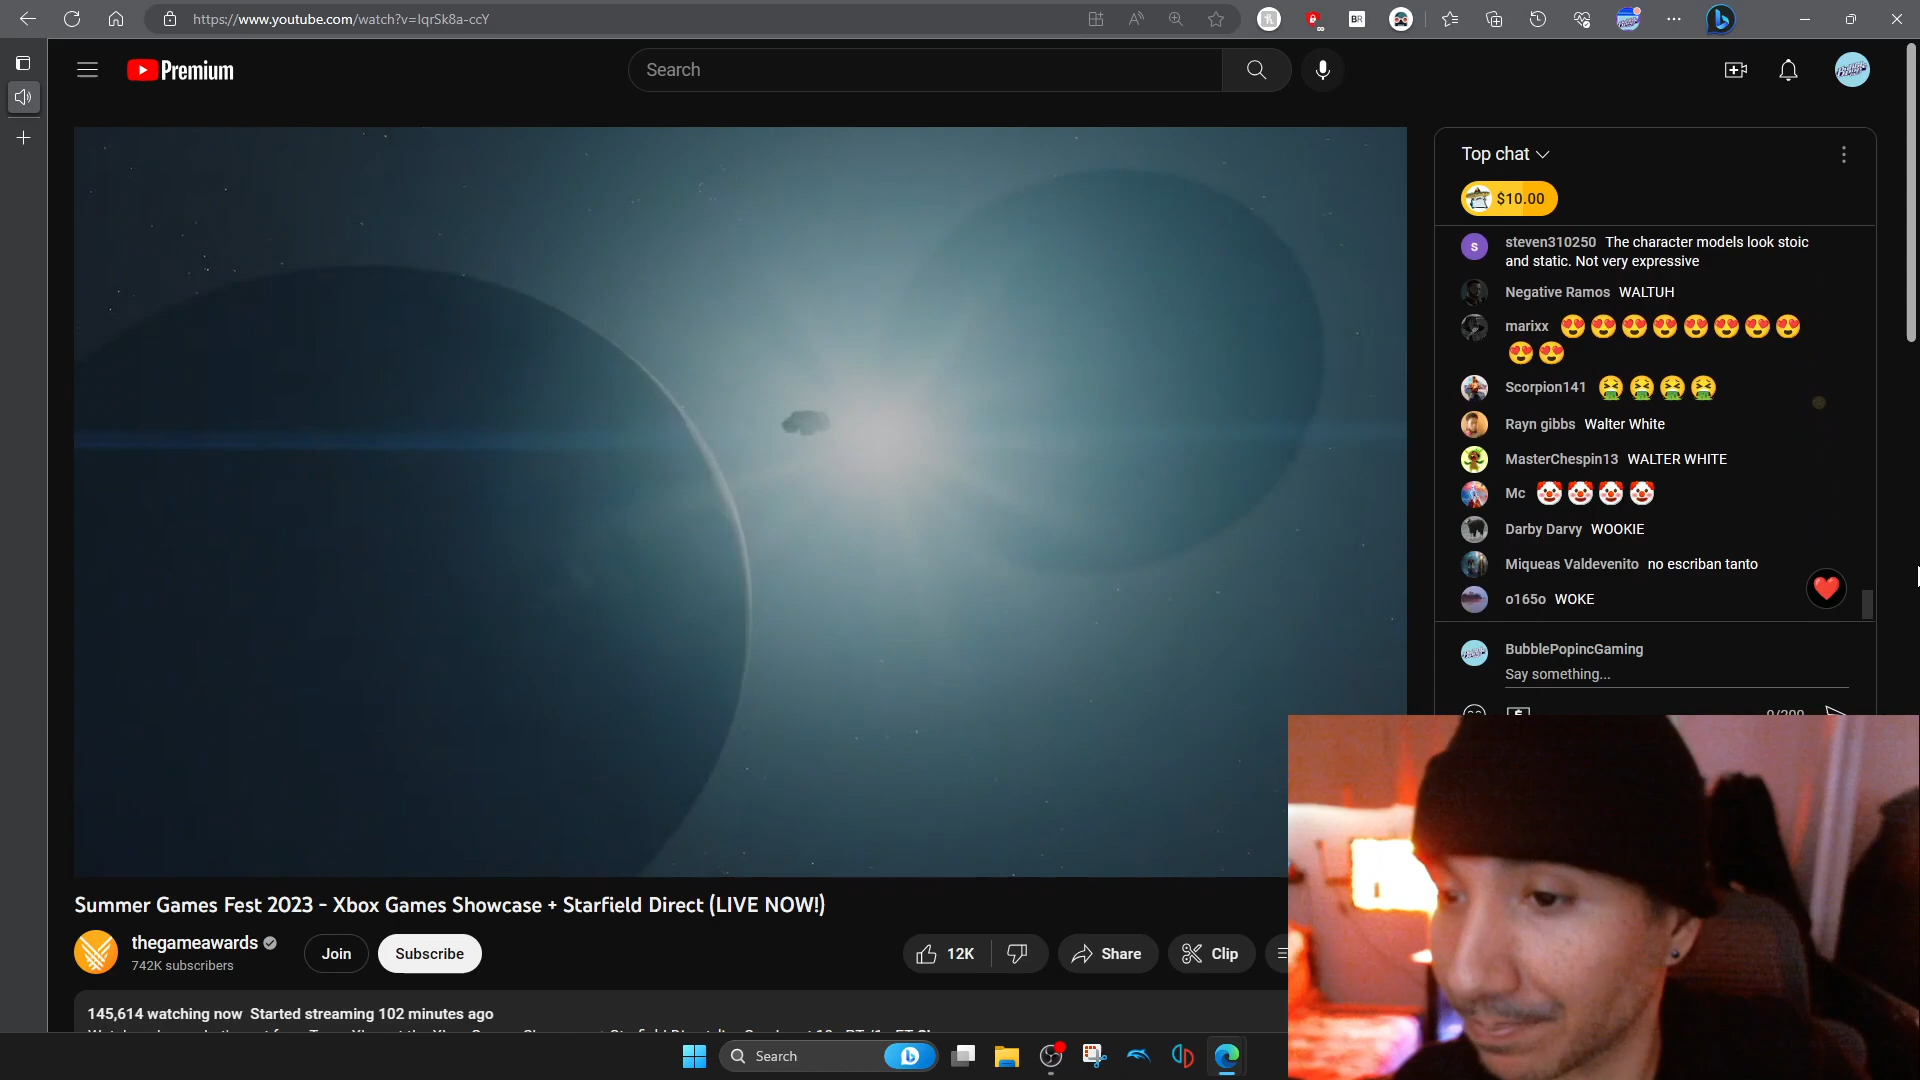 https://www.youtube.com/watch?v=IqrSk8a-ccY
Premium
Search
Top chat
$10.00
steven310250 The character models look stoic
and static. Not very expressive
Negative Ramos WALTUH
marixx 😍😍😍😍😍😍😍😍
😍😍
Scorpion141 🤮🤮🤮🤮
Rayn gibbs Walter White
MasterChespin13 WALTER WHITE
Mc 🤡🤡🤡🤡
Darby Darvy WOOKIE
Miqueas Valdevenito no escriban tanto
o165o WOKE
BubblePopincGaming
Say something...
0/200
Summer Games Fest 2023 - Xbox Games Showcase + Starfield Direct (LIVE NOW!)
thegameawards
742K subscribers
Join
Subscribe
12K
Share
Clip
145,614 watching now Started streaming 102 minutes ago
Search